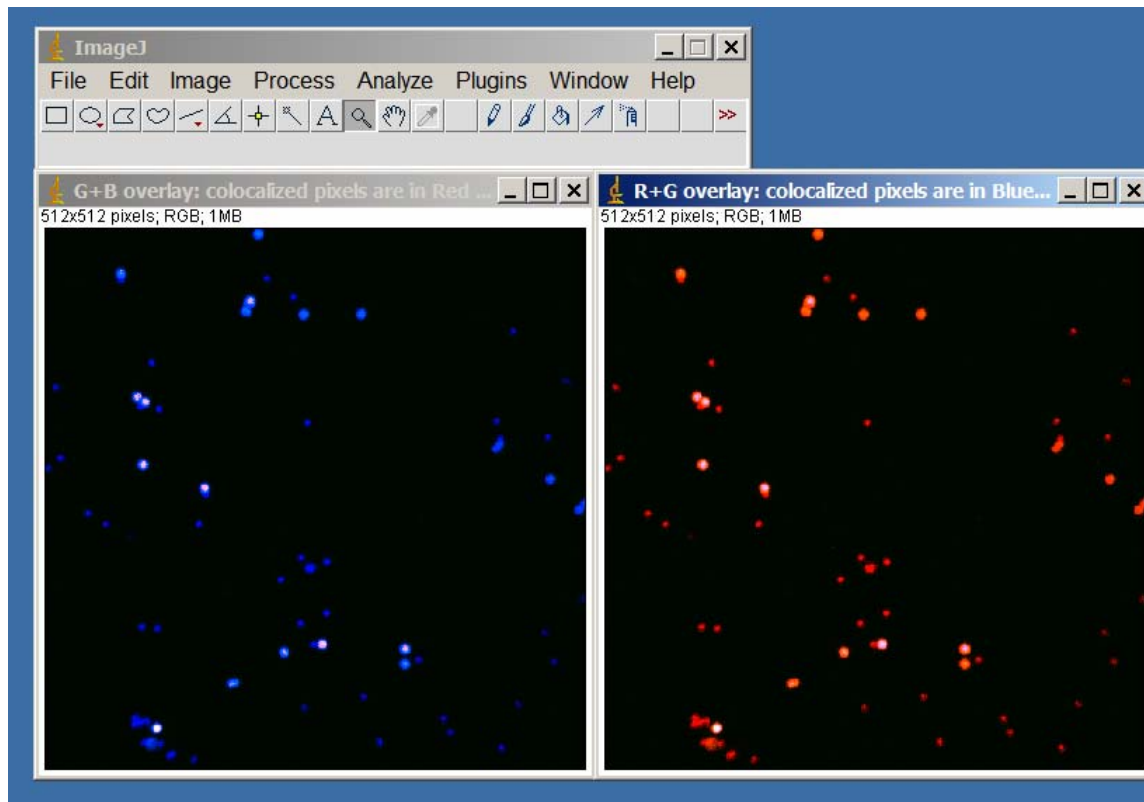 ImageJ
File Edit Image Process Analyze Plugins Window Help
A >>
G+B overlay: colocalized pixels are in Red ...
512x512 pixels; RGB; 1MB
R+G overlay: colocalized pixels are in Blue...
512x512 pixels; RGB; 1MB